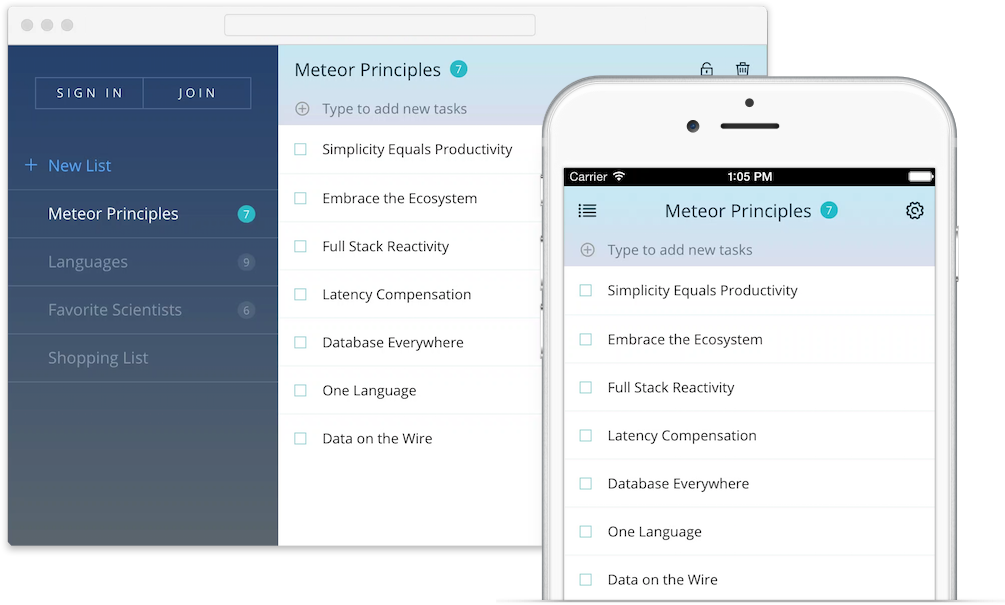 SIGN IN JOIN
+ New List
Meteor Principles 7
Languages 9
Favorite Scientists 6
Shopping List
Meteor Principles 7
Type to add new tasks
Simplicity Equals Productivity
Embrace the Ecosystem
Full Stack Reactivity
Latency Compensation
Database Everywhere
One Language
Data on the Wire
Carrier 1:05 PM
Meteor Principles 7
Type to add new tasks
Simplicity Equals Productivity
Embrace the Ecosystem
Full Stack Reactivity
Latency Compensation
Database Everywhere
One Language
Data on the Wire